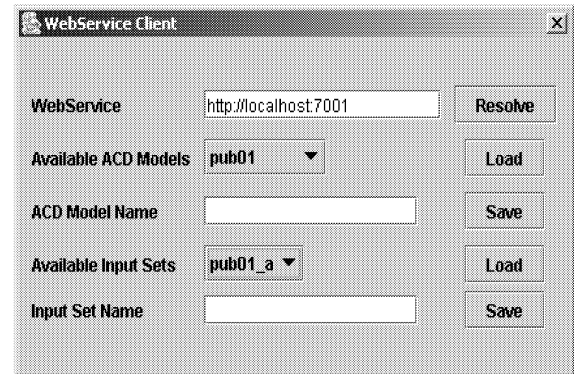 WebService Client
WebService http://localhost:7001 Resolve
Available ACD Models pub01 Load
ACD Model Name Save
Available Input Sets pub01_a Load
Input Set Name Save